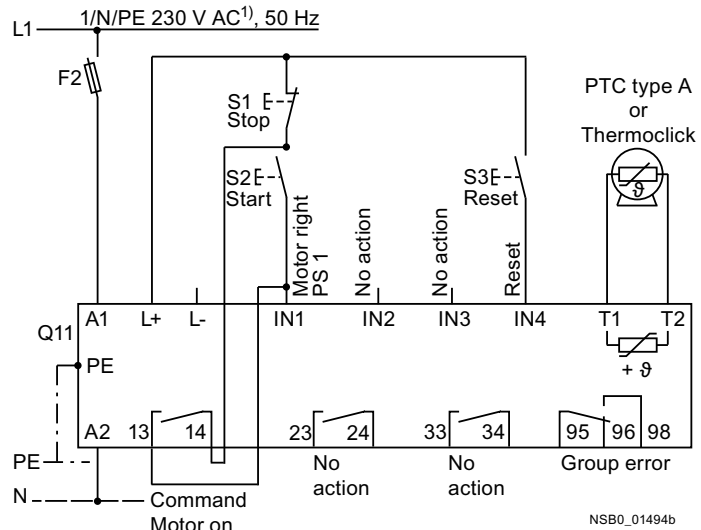 1/N/PE 230 V AC1), 50 Hz
L1
F2
S1
Stop
PTC type A
or
Thermoclick
ϑ
S2
Start
S3
Reset
Motor right
PS 1
No action
No action
Reset
Q11
A1 L+ L- IN1 IN2 IN3 IN4 T1 T2
+ ϑ
PE
A2 13 14 23 24 33 34 95 96 98
PE
N
Command
Motor on
No
action
No
action
Group error
NSB0_01494b